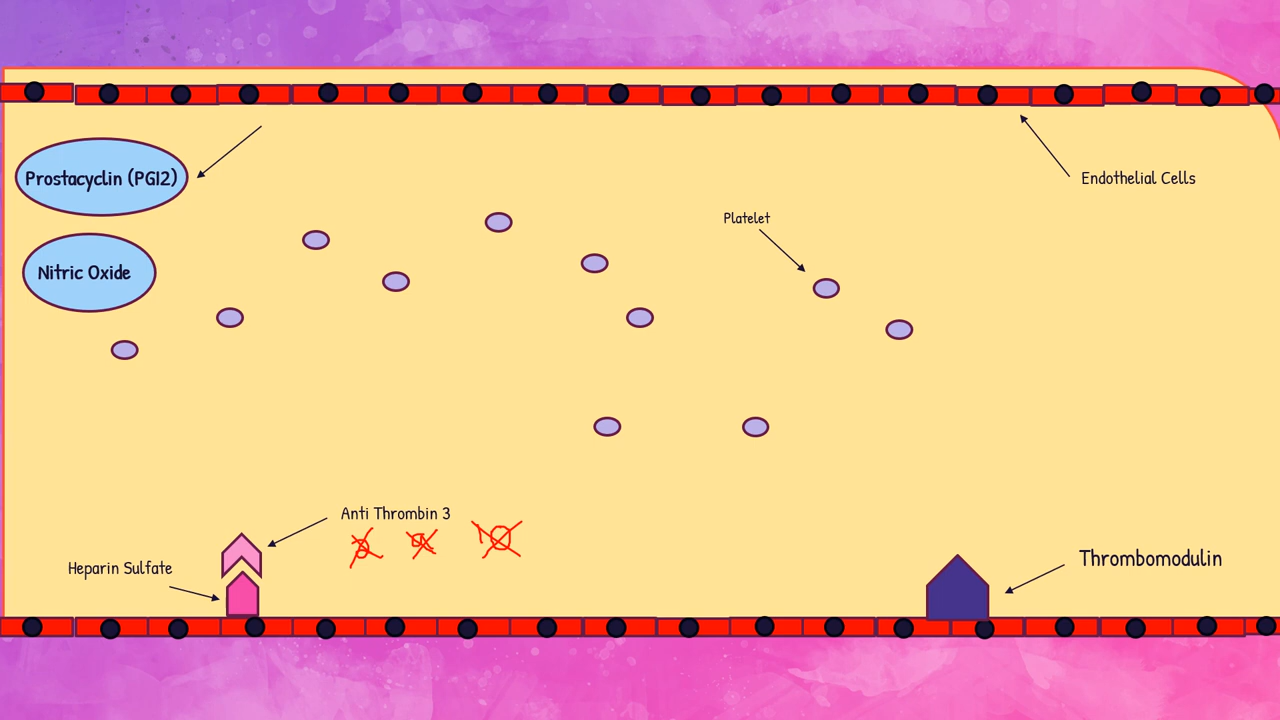 Prostacyclin (PGI2)
Endothelial Cells
Platelet
Nitric Oxide
Anti Thrombin 3
Heparin Sulfate
Thrombomodulin